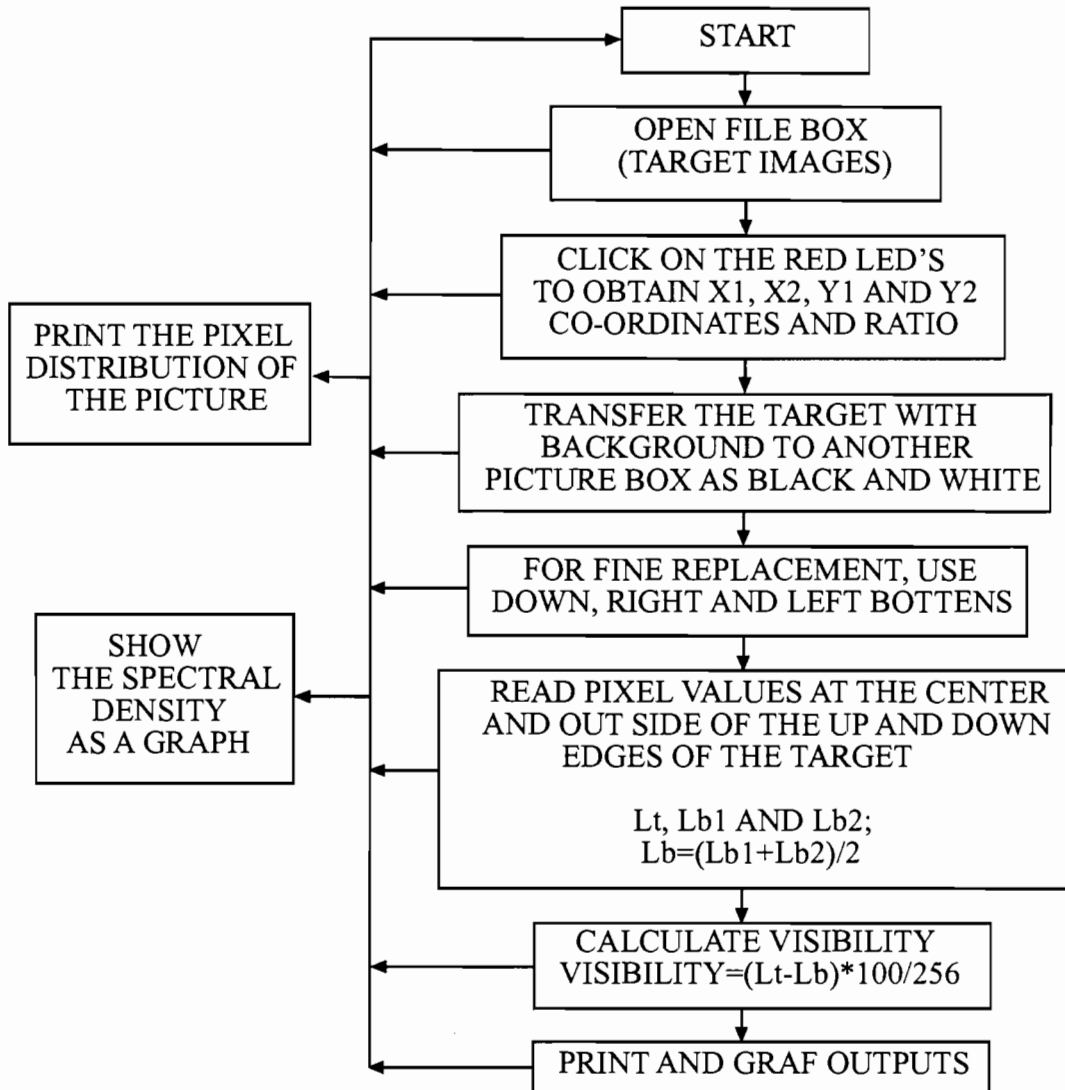 START
OPEN FILE BOX
(TARGET IMAGES)
CLICK ON THE RED LED'S
TO OBTAIN X1, X2, Y1 AND Y2
CO-ORDINATES AND RATIO
PRINT THE PIXEL
DISTRIBUTION OF
THE PICTURE
TRANSFER THE TARGET WITH
BACKGROUND TO ANOTHER
PICTURE BOX AS BLACK AND WHITE
FOR FINE REPLACEMENT, USE
DOWN, RIGHT AND LEFT BOTTENS
SHOW
THE SPECTRAL
DENSITY
AS A GRAPH
READ PIXEL VALUES AT THE CENTER
AND OUT SIDE OF THE UP AND DOWN
EDGES OF THE TARGET
Lt, Lb1 AND Lb2;
Lb=(Lb1+Lb2)/2
CALCULATE VISIBILITY
VISIBILITY=(Lt-Lb)*100/256
PRINT AND GRAF OUTPUTS